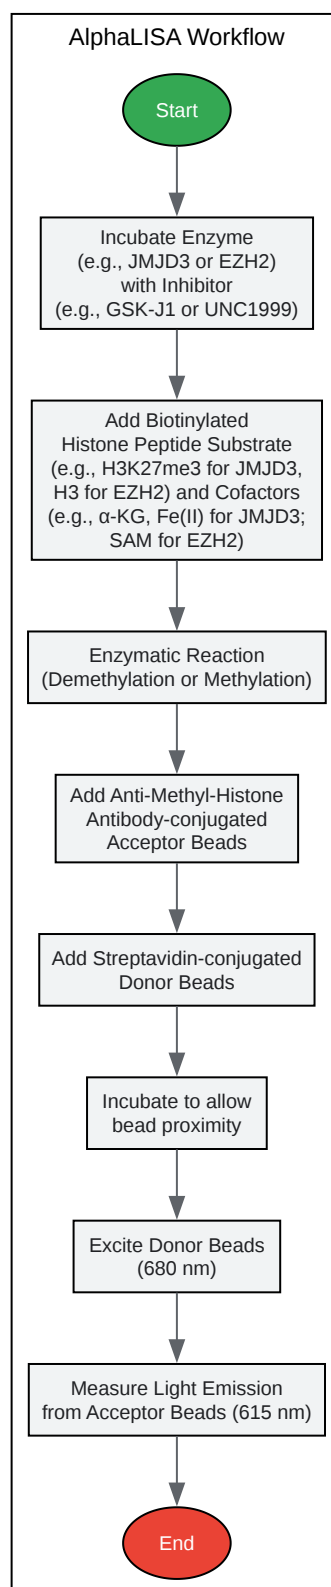 AlphaLISA Workflow
Start
Incubate Enzyme
(e.g., JMJD3 or EZH2)
with Inhibitor
(e.g., GSK-J1 or UNC1999)
Add Biotinylated
Histone Peptide Substrate
(e.g., H3K27me3 for JMJD3,
H3 for EZH2) and Cofactors
(e.g., α-KG, Fe(II) for JMJD3;
SAM for EZH2)
Enzymatic Reaction
(Demethylation or Methylation)
Add Anti-Methyl-Histone
Antibody-conjugated
Acceptor Beads
Add Streptavidin-conjugated
Donor Beads
Incubate to allow
bead proximity
Excite Donor Beads
(680 nm)
Measure Light Emission
from Acceptor Beads (615 nm)
End